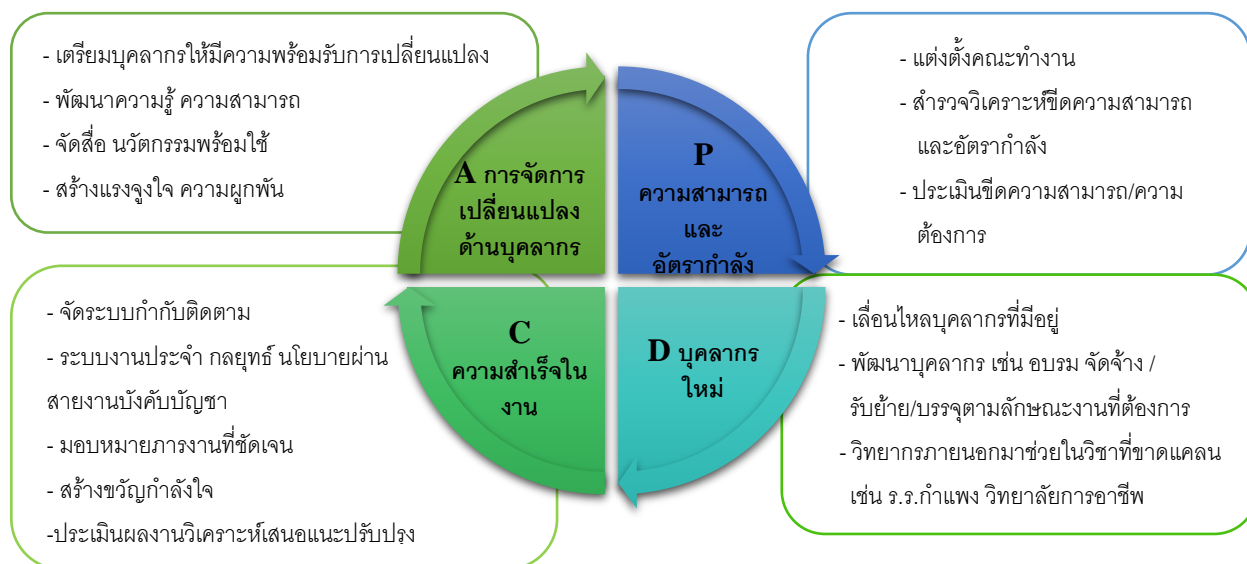 - เตรียมบุคลากรให้มีความพร้อมรับการเปลี่ยนแปลง
- พัฒนาความรู้ ความสามารถ
- จัดสื่อ นวัตกรรมพร้อมใช้
- สร้างแรงจูงใจ ความผูกพัน
A การจัดการ
เปลี่ยนแปลง
ด้านบุคลากร
P
ความสามารถ
และ
อัตรากำลัง
- แต่งตั้งคณะทำงาน
- สำรวจวิเคราะห์ขีดความสามารถ
และอัตรากำลัง
- ประเมินขีดความสามารถ/ความ
ต้องการ
- จัดระบบกำกับติดตาม
- ระบบงานประจำ กลยุทธ์ นโยบายผ่าน
สายงานบังคับบัญชา
- มอบหมายภารงานที่ชัดเจน
- สร้างขวัญกำลังใจ
-ประเมินผลงานวิเคราะห์เสนอแนะปรับปรุง
C
ความสำเร็จใน
งาน
D บุคลากร
ใหม่
- เลื่อนไหลบุคลากรที่มีอยู่
- พัฒนาบุคลากร เช่น อบรม จัดจ้าง /
รับย้าย/บรรจุตามลักษณะงานที่ต้องการ
- วิทยากรภายนอกมาช่วยในวิชาที่ขาดแคลน
เช่น ร.ร.กำแพง วิทยาลัยการอาชีพ